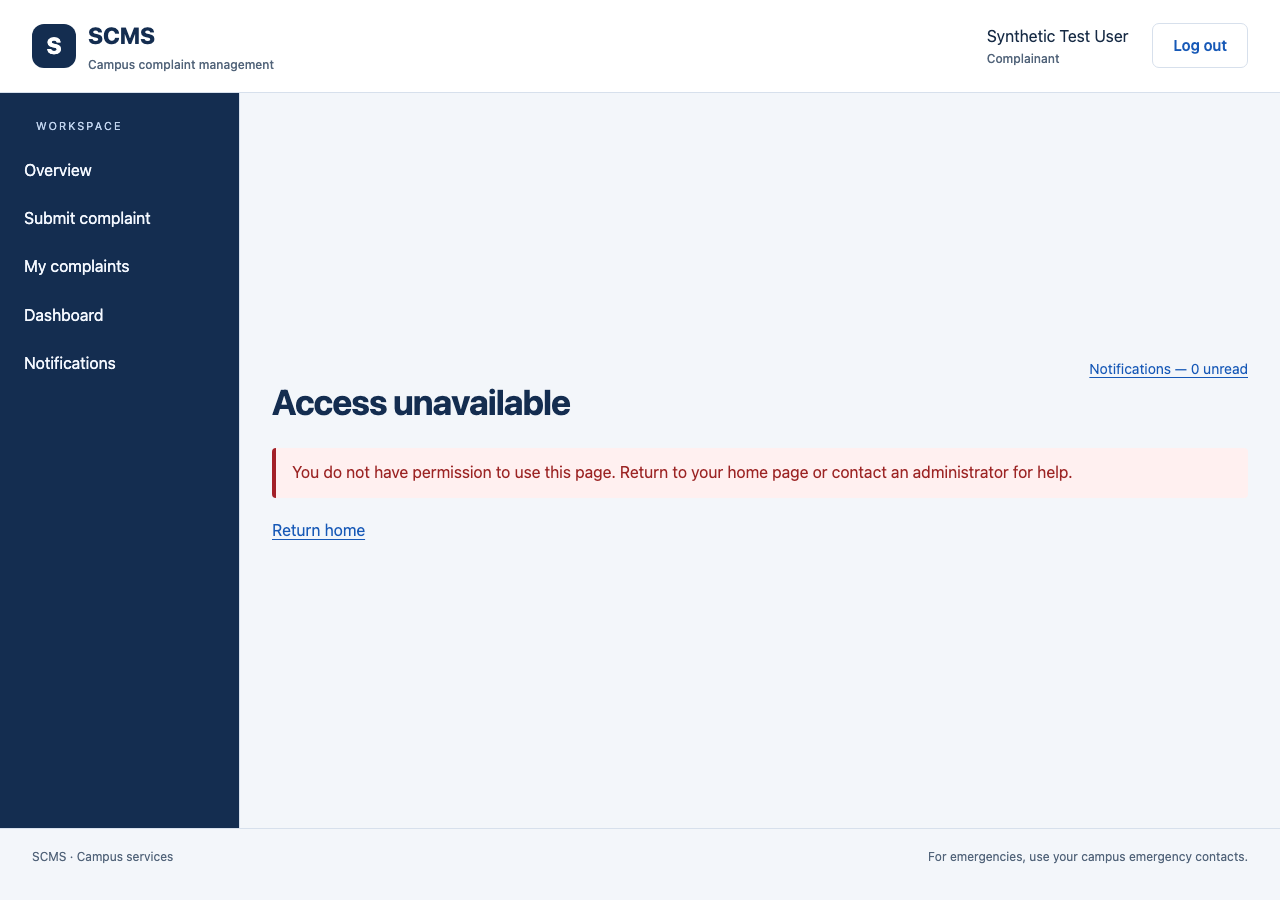 S
SCMS
Campus complaint management
Synthetic Test User
Complainant
Log out
WORKSPACE
Overview
Submit complaint
My complaints
Dashboard
Notifications
Notifications — 0 unread
Access unavailable
You do not have permission to use this page. Return to your home page or contact an administrator for help.
Return home
SCMS · Campus services
For emergencies, use your campus emergency contacts.